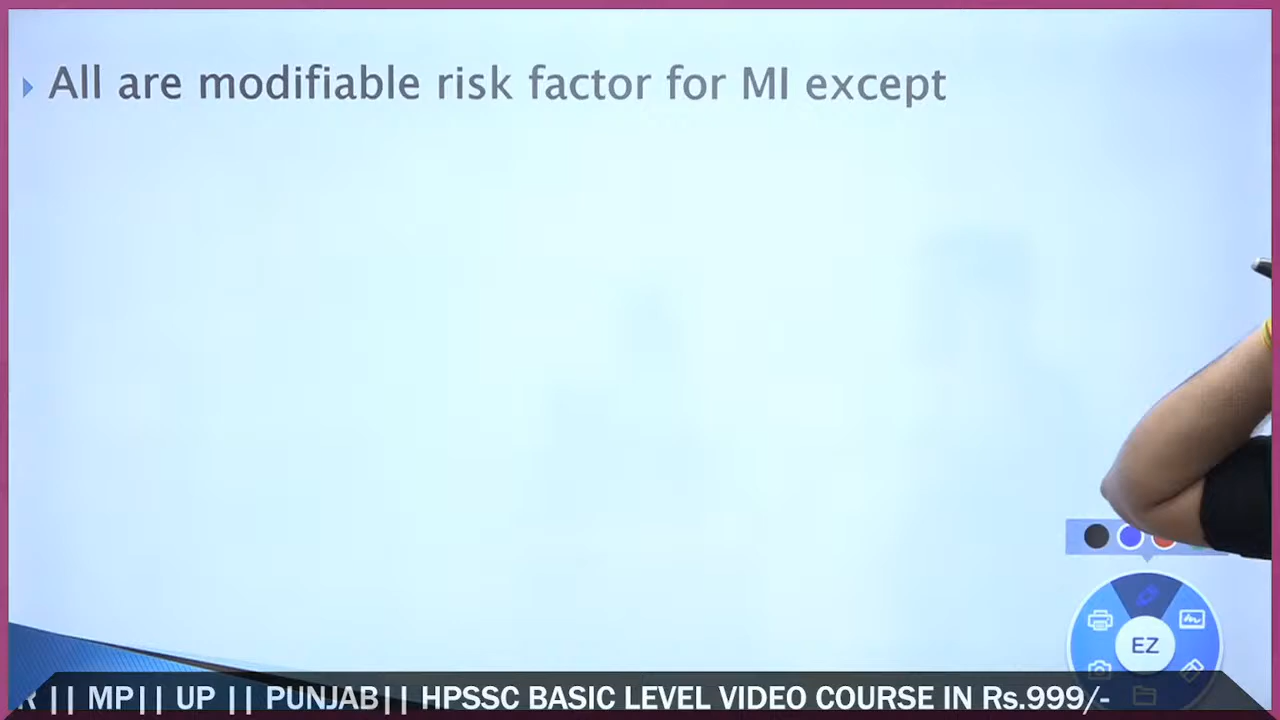 All are modifiable risk factor for MI except
EZ
|| MP|| UP || PUNJAB|| HPSSC BASIC LEVEL VIDEO COURSE IN Rs.999/-